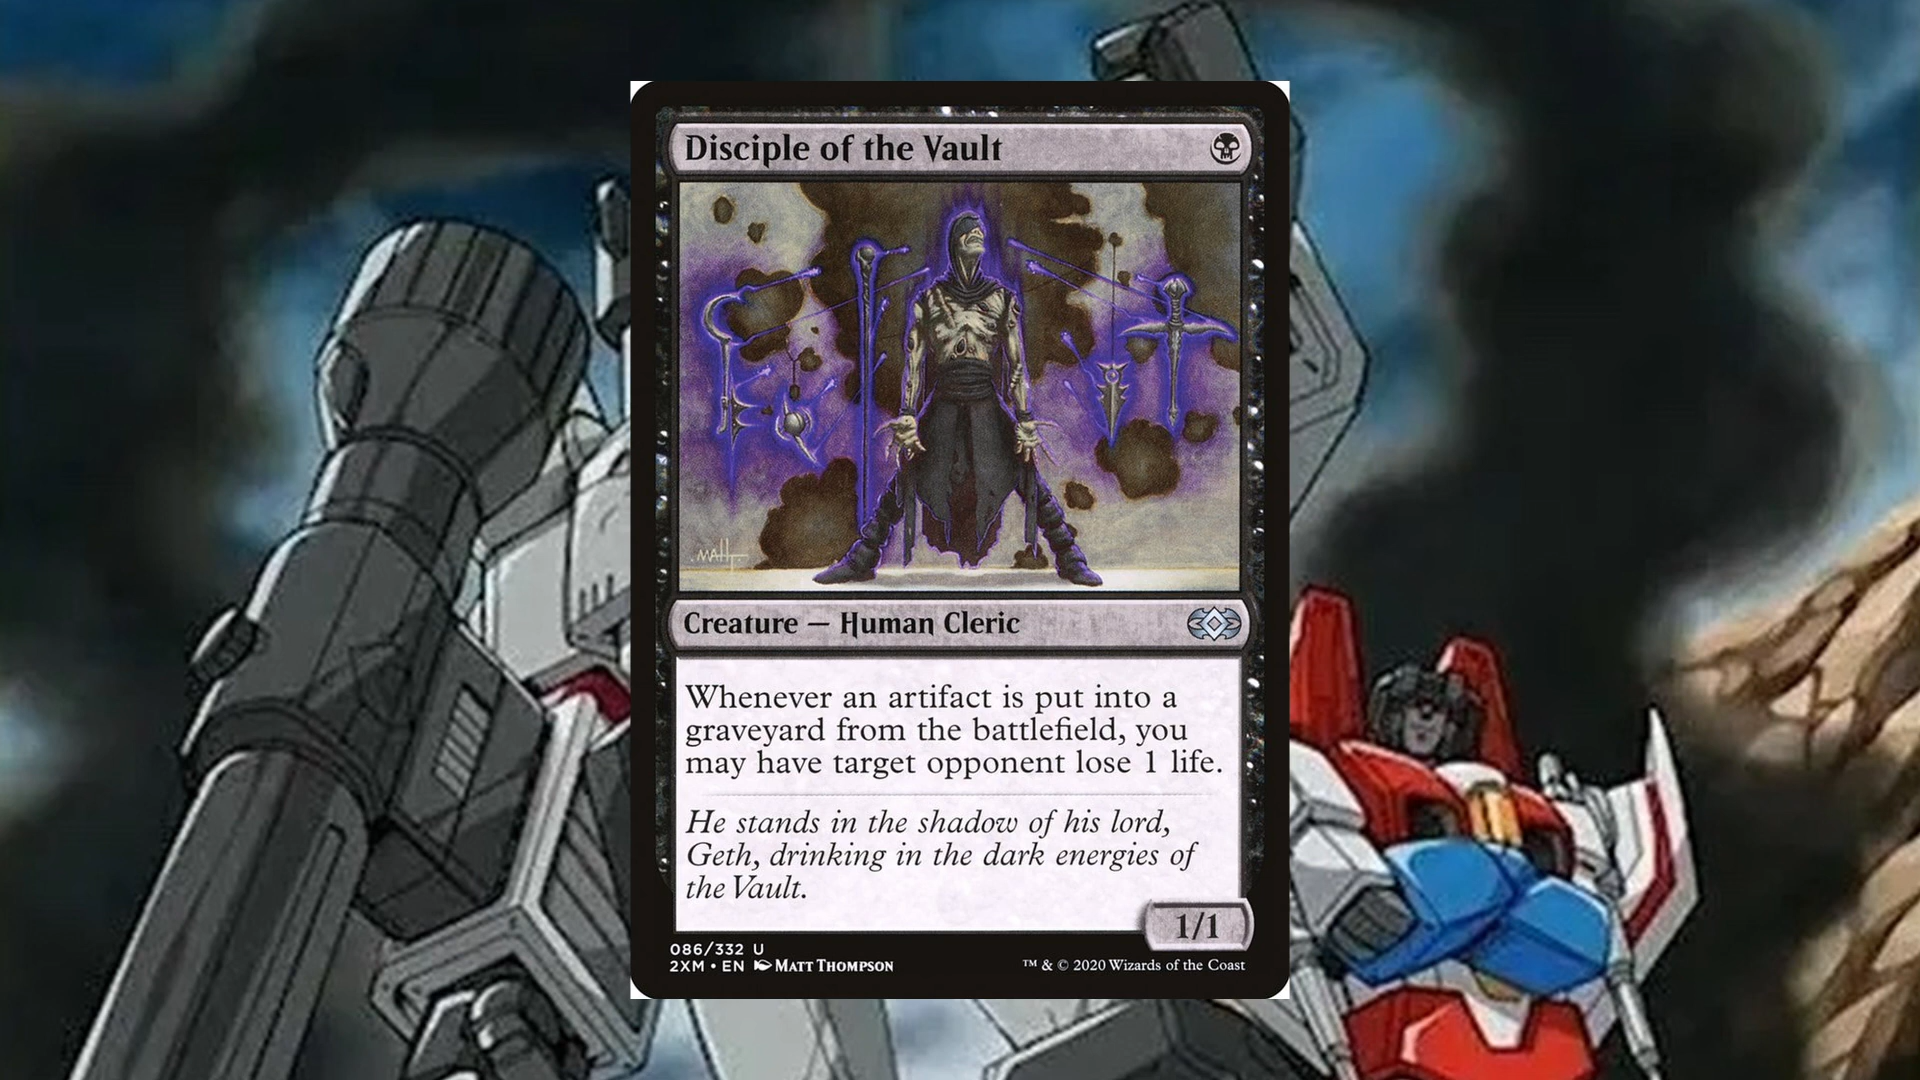 Disciple of the Vault
MATT
Creature — Human Cleric
Whenever an artifact is put into a
graveyard from the battlefield, you
may have target opponent lose 1 life.
He stands in the shadow of his lord,
Geth, drinking in the dark energies of
the Vault.
1/1
086/332 U
2XM • EN MATT THOMPSON
™ & © 2020 Wizards of the Coast